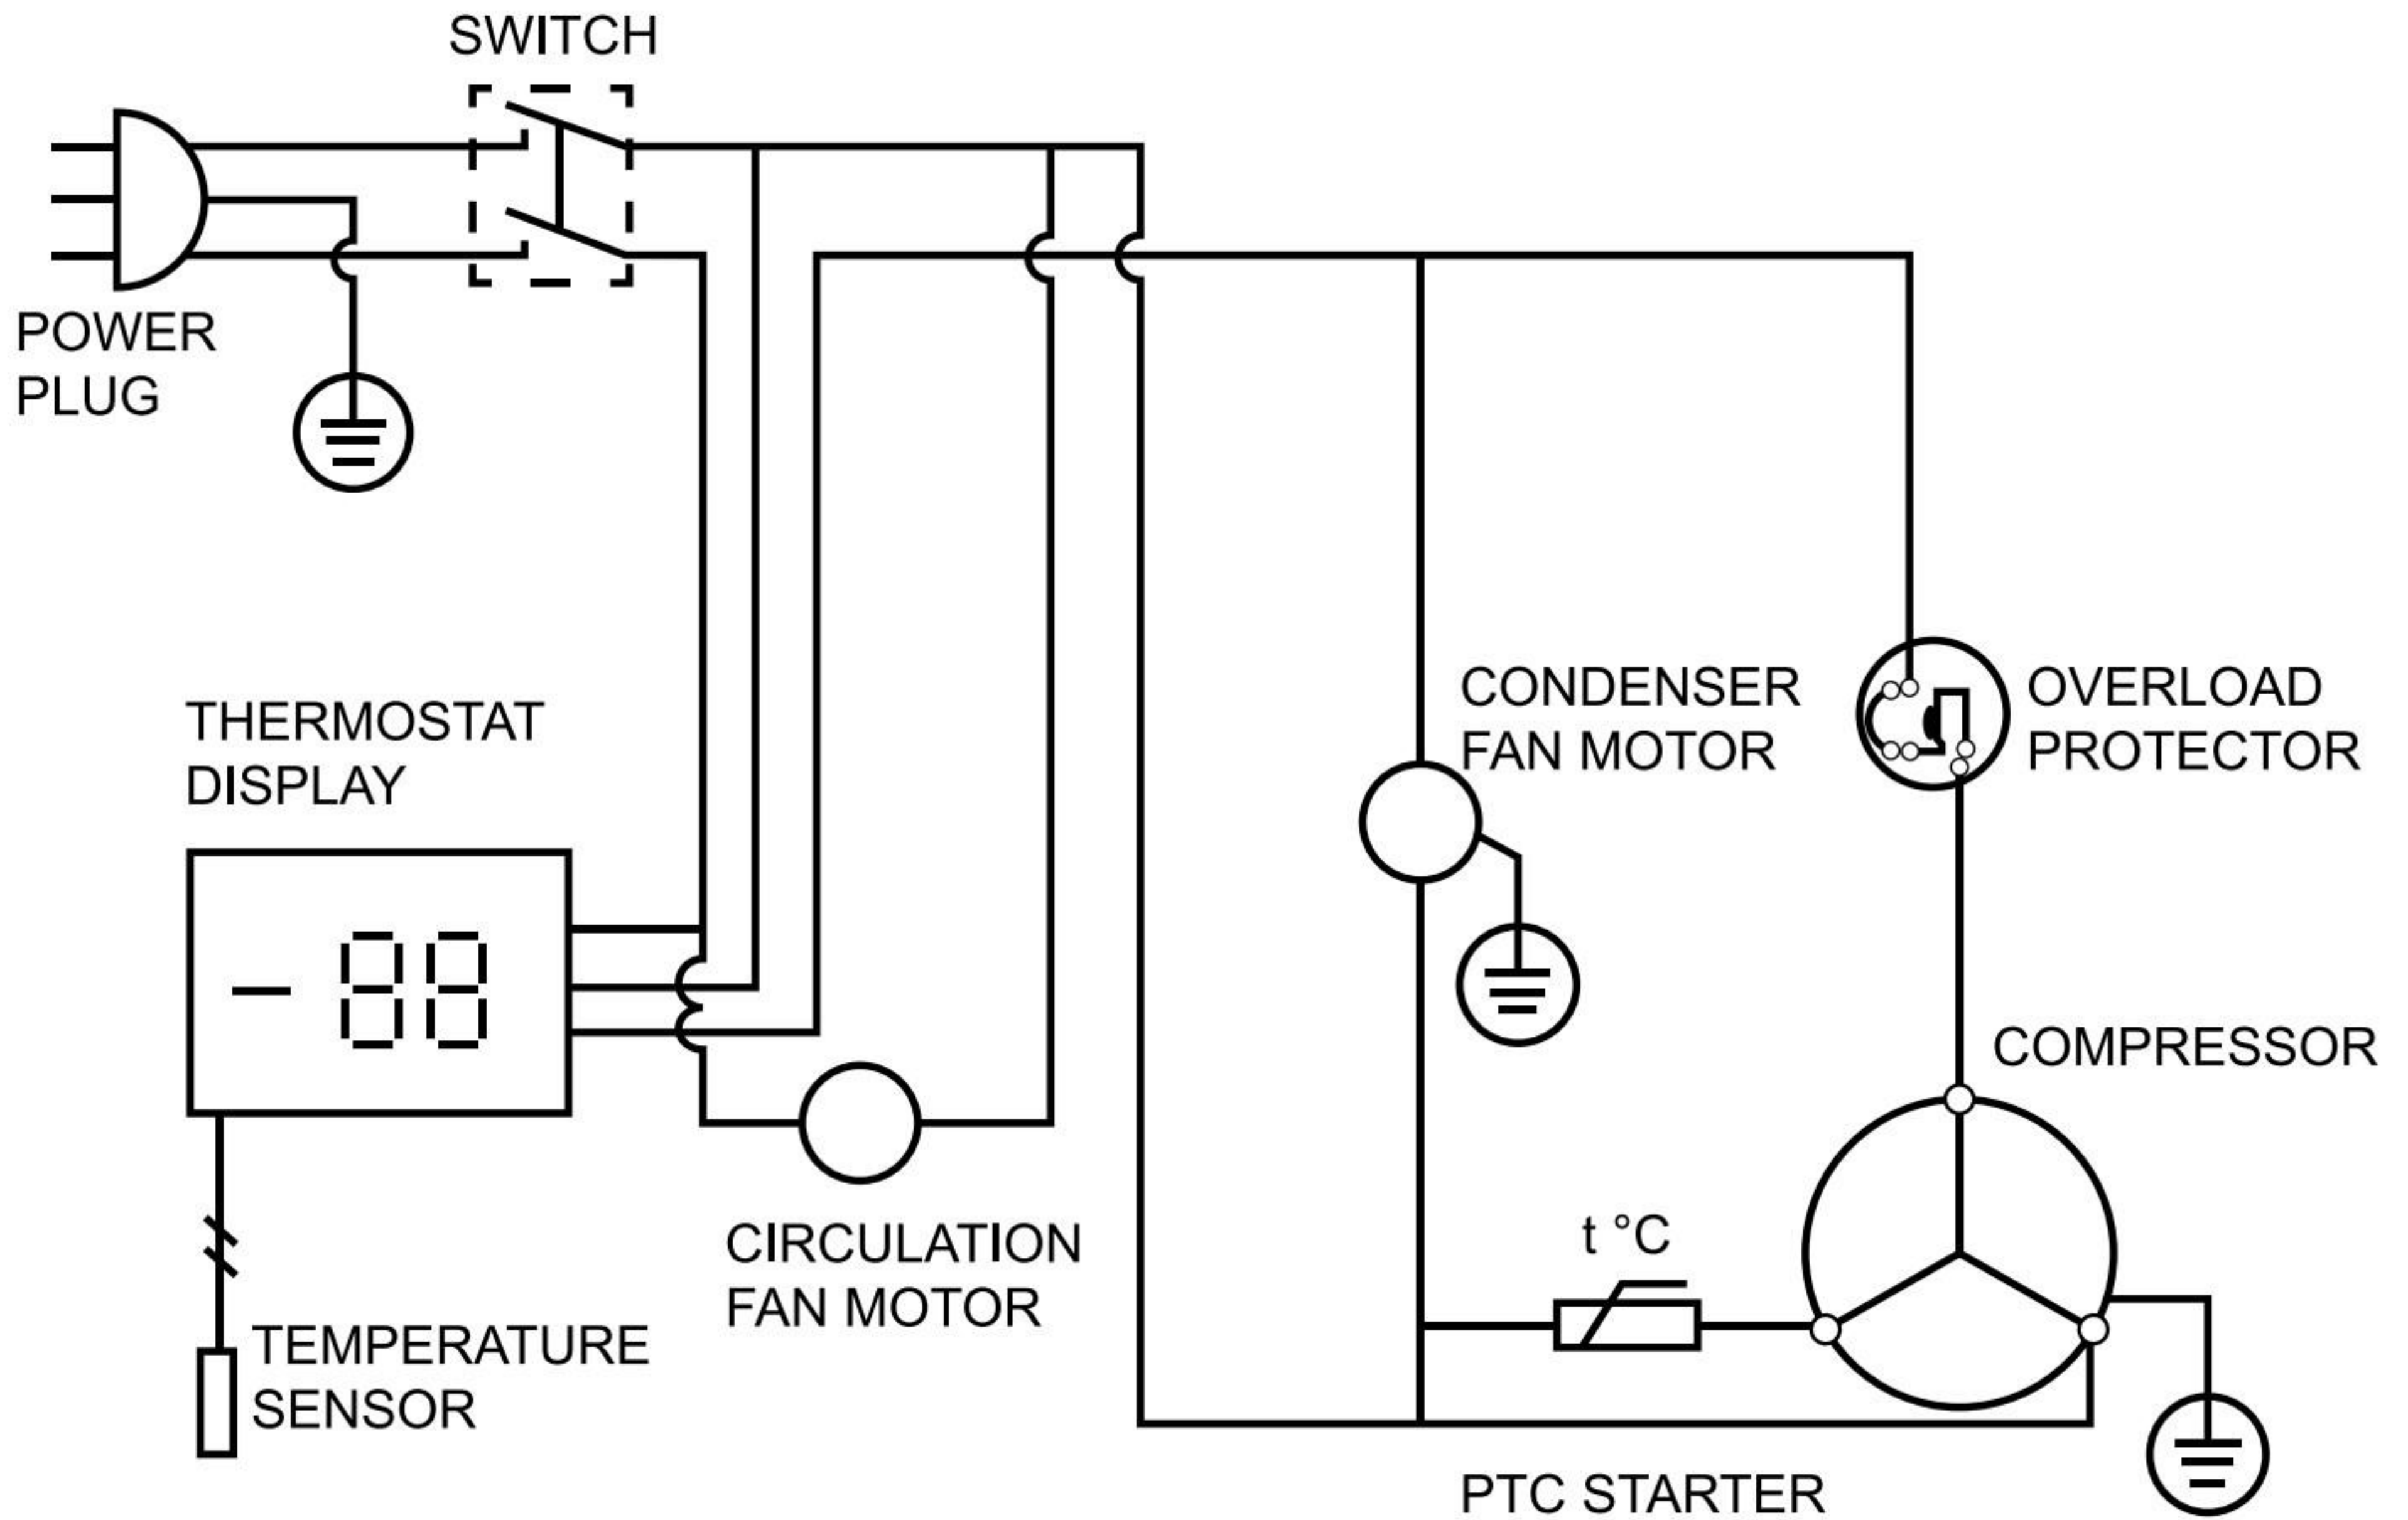 SWITCH
POWER
PLUG
THERMOSTAT
DISPLAY
- 88
CONDENSER
FAN MOTOR
OVERLOAD
PROTECTOR
COMPRESSOR
CIRCULATION
FAN MOTOR
t °C
TEMPERATURE
SENSOR
PTC STARTER